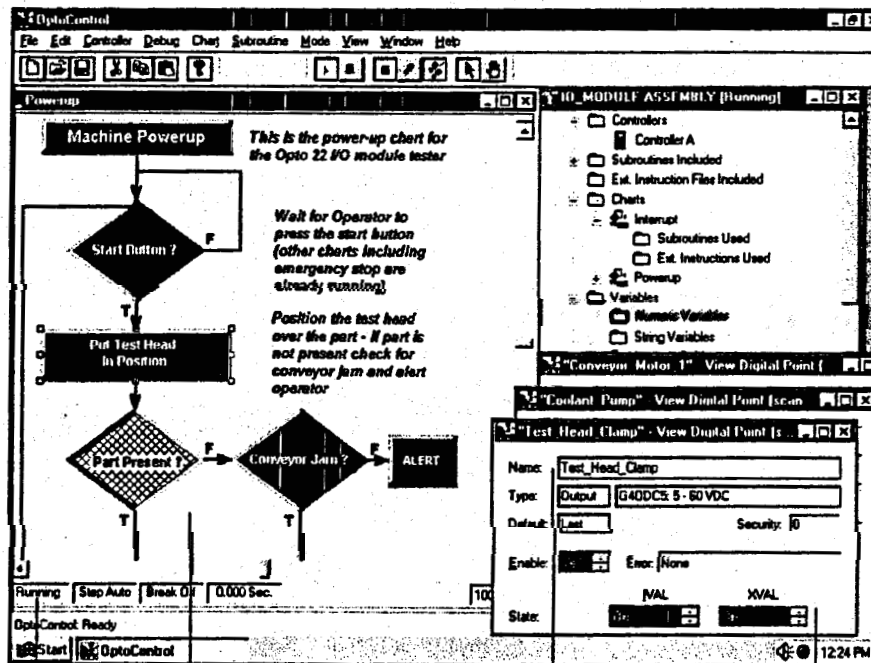 OptoControl
File Edit Controller Debug Chart Subroutine Mode View Window Help
Powerup
Machine Powerup
This is the power-up chart for
the Opto 22 I/O module tester
Start Button ?
F
T
Wait for Operator to
press the start button
(other charts including
emergency stop are
already running)
Put Test Head
In Position
Position the test head
over the part - If part is
not present check for
conveyor jam and alert
operator
Part Present ?
F
T
Conveyor Jam ?
F
T
ALERT
Running Step Auto Break Off 0.000 Sec.
100
OptoControl Ready
IO_MODULE ASSEMBLY [Running]
Controllers
Controller A
Subroutines Included
Ext. Instruction Files Included
Charts
Interrupt
Subroutines Used
Ext. Instructions Used
Powerup
Variables
Numeric Variables
String Variables
"Conveyor_Motor_1" View Digital Point (
"Coolant_Pump" - View Digital Point [scan
"Test_Head_Clamp" - View Digital Point [s...
Name: Test_Head_Clamp
Type: Output G4ODC5: 5 - 60 VDC
Default: Last Security: 0
Enable: Error: None
IVAL XVAL
State:
Start OptoControl 12:24 PM